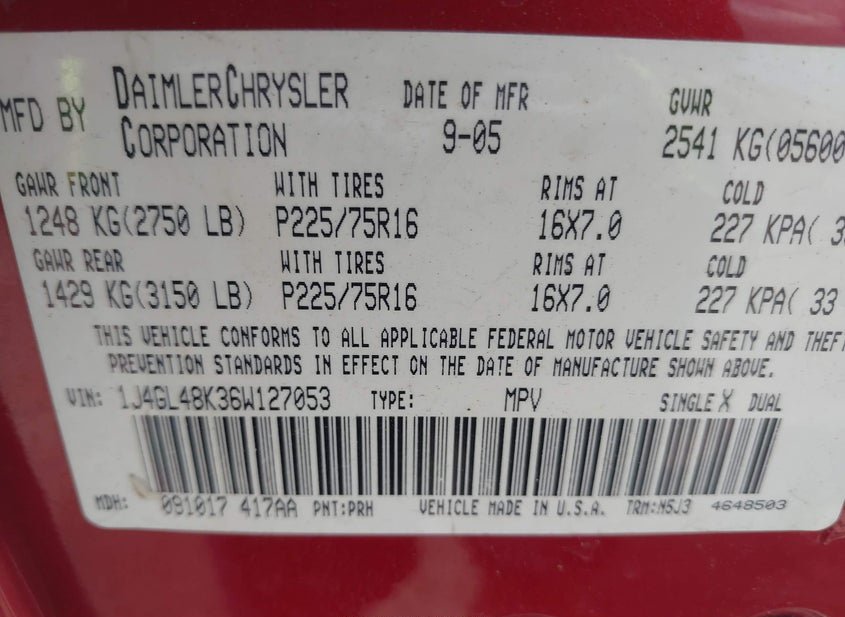 MFD BY DAIMLERCHRYSLER CORPORATION DATE OF MFR 9-05 GVWR 2541 KG(05600
GAWR FRONT WITH TIRES RIMS AT COLD
1248 KG(2750 LB) P225/75R16 16X7.0 227 KPA( 3
GAWR REAR WITH TIRES RIMS AT COLD
1429 KG(3150 LB) P225/75R16 16X7.0 227 KPA( 33
THIS VEHICLE CONFORMS TO ALL APPLICABLE FEDERAL MOTOR VEHICLE SAFETY AND THEFT
PREVENTION STANDARDS IN EFFECT ON THE DATE OF MANUFACTURE SHOWN ABOVE.
VIN: 1J4GL48K36W127053 TYPE: MPV SINGLE X DUAL
MDH: 091017 417AA PNT:PRH VEHICLE MADE IN U.S.A. TRM:N5J3 4648503